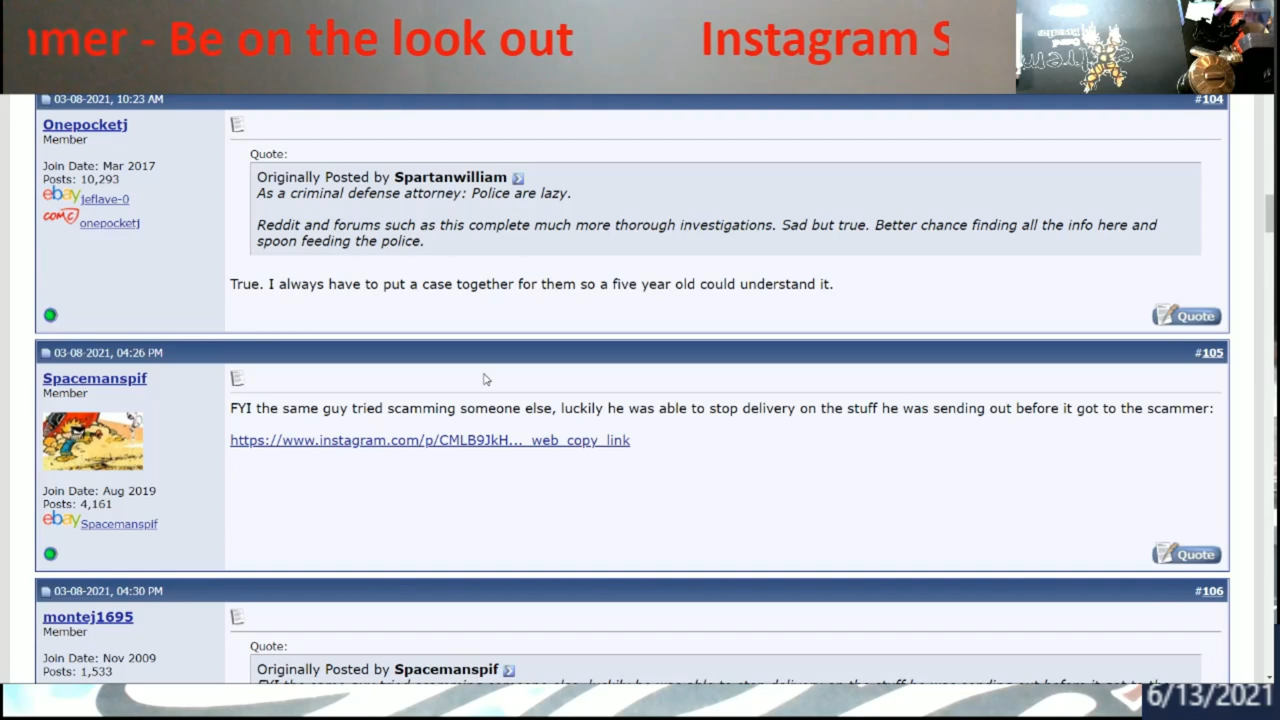 mer - Be on the look out
Instagram S
03-08-2021, 10:23 AM
#104
Onepocketj
Member
Join Date: Mar 2017
Posts: 10,293
ebay jeflave-0
COMC onepocketj
Quote:
Originally Posted by Spartanwilliam
As a criminal defense attorney: Police are lazy.
Reddit and forums such as this complete much more thorough investigations. Sad but true. Better chance finding all the info here and
spoon feeding the police.
True. I always have to put a case together for them so a five year old could understand it.
Quote
03-08-2021, 04:26 PM
#105
Spacemanspif
Member
Join Date: Aug 2019
Posts: 4,161
ebay Spacemanspif
FYI the same guy tried scamming someone else, luckily he was able to stop delivery on the stuff he was sending out before it got to the scammer:
https://www.instagram.com/p/CMLB9JkH... web_copy_link
Quote
03-08-2021, 04:30 PM
#106
montej1695
Member
Join Date: Nov 2009
Posts: 1,533
Quote:
Originally Posted by Spacemanspif
6/13/2021